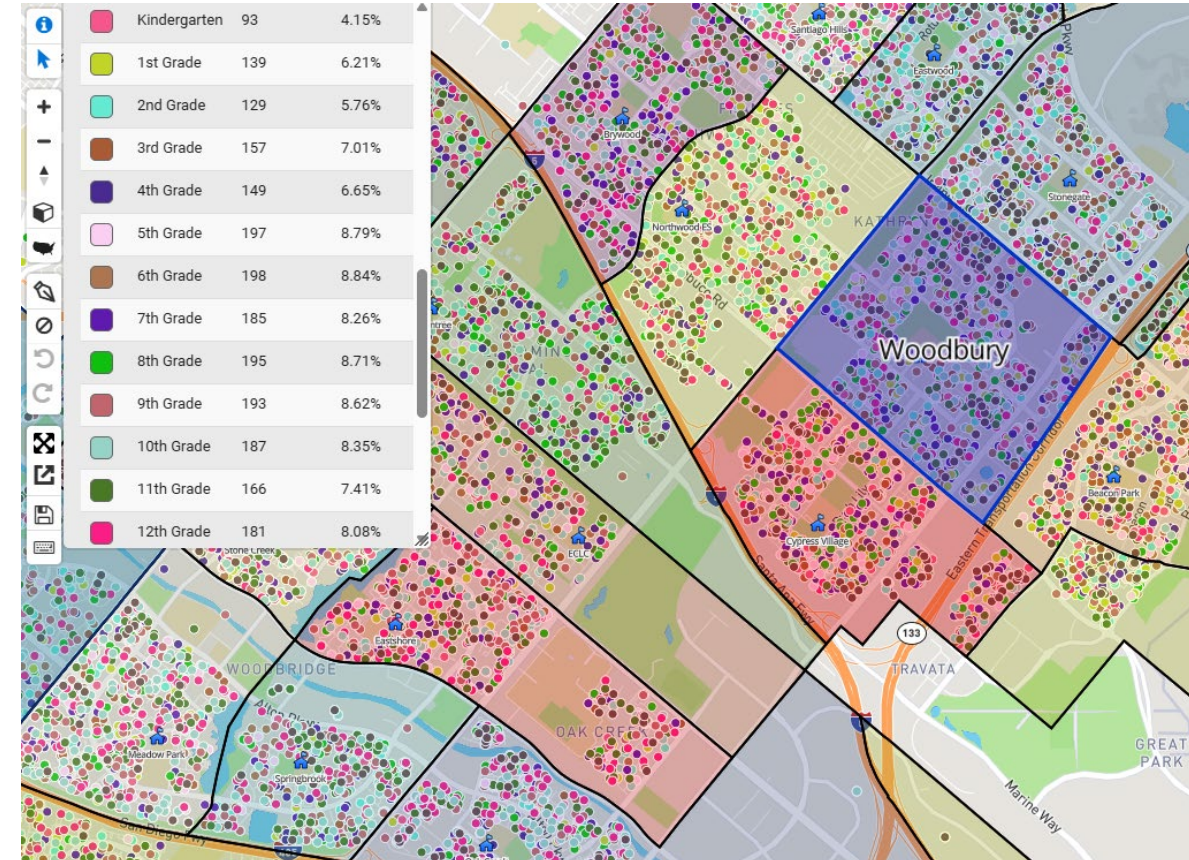 Kindergarten 93 4.15%
1st Grade 139 6.21%
2nd Grade 129 5.76%
3rd Grade 157 7.01%
4th Grade 149 6.65%
5th Grade 197 8.79%
6th Grade 198 8.84%
7th Grade 185 8.26%
8th Grade 195 8.71%
9th Grade 193 8.62%
10th Grade 187 8.35%
11th Grade 166 7.41%
12th Grade 181 8.08%
Santiago Hills
Pkwy
Eastwood
Brywood
5
Stonegate
Northwood ES
Woodbury
Beacon Park
Cypress Village
Eastern Transportation Corridor
ECLC
Santa Ana Fwy
Stone Creek
Eastshore
133
WOODBRIDGE
TRAVATA
OAK CREEK
Meadow Park
Springbrook
GREAT
PARK
Marine Way
San Diego Fwy
405